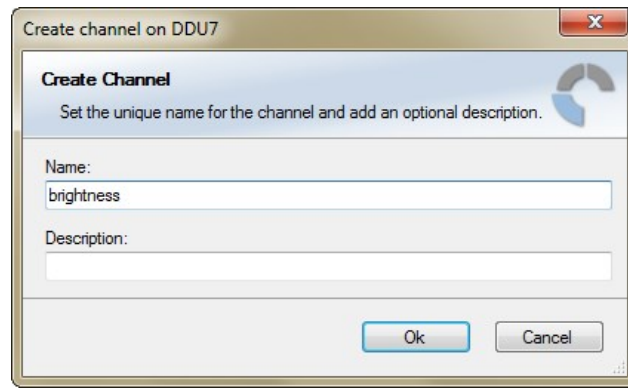 Create channel on DDU7
Create Channel
Set the unique name for the channel and add an optional description.
Name:
brightness
Description:
Ok
Cancel